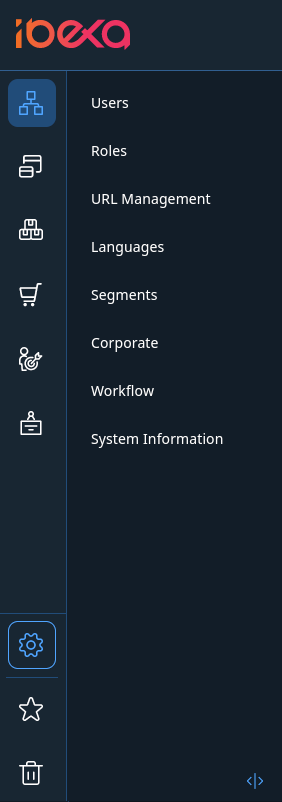 ibexa
Users
Roles
URL Management
Languages
Segments
Corporate
Workflow
System Information